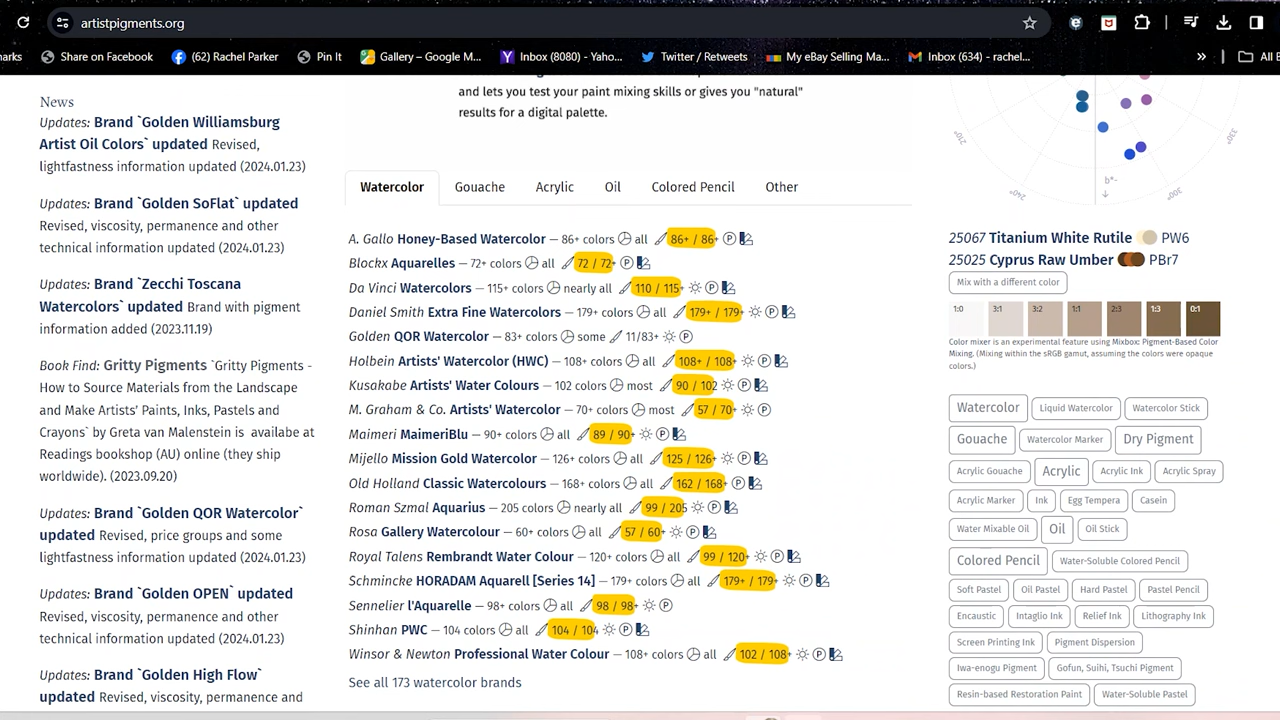 artistpigments.org
marks
Share on Facebook
(62) Rachel Parker
Pin It
Gallery – Google M...
Inbox (8080) - Yaho...
Twitter / Retweets
My eBay Selling Ma...
Inbox (634) - rachel...
»
All B
News
Updates: Brand `Golden Williamsburg
Artist Oil Colors` updated Revised,
lightfastness information updated (2024.01.23)
Updates: Brand `Golden SoFlat` updated
Revised, viscosity, permanence and other
technical information updated (2024.01.23)
Updates: Brand `Zecchi Toscana
Watercolors` updated Brand with pigment
information added (2023.11.19)
Book Find: Gritty Pigments `Gritty Pigments -
How to Source Materials from the Landscape
and Make Artists' Paints, Inks, Pastels and
Crayons` by Greta van Malenstein is availabe at
Readings bookshop (AU) online (they ship
worldwide). (2023.09.20)
Updates: Brand `Golden QOR Watercolor`
updated Revised, price groups and some
lightfastness information updated (2024.01.23)
Updates: Brand `Golden OPEN` updated
Revised, viscosity, permanence and other
technical information updated (2024.01.23)
Updates: Brand `Golden High Flow`
updated Revised, viscosity, permanence and
and lets you test your paint mixing skills or gives you "natural"
results for a digital palette.
Watercolor Gouache Acrylic Oil Colored Pencil Other
A. Gallo Honey-Based Watercolor — 86+ colors all 86+ / 86+ P
Blockx Aquarelles — 72+ colors all 72 / 72+ P
Da Vinci Watercolors — 115+ colors nearly all 110 / 115+ P
Daniel Smith Extra Fine Watercolors — 179+ colors all 179+ / 179+ P
Golden QOR Watercolor — 83+ colors some 11/83+ P
Holbein Artists' Watercolor (HWC) — 108+ colors all 108+ / 108+ P
Kusakabe Artists' Water Colours — 102 colors most 90 / 102 P
M. Graham & Co. Artists' Watercolor — 70+ colors most 57 / 70+ P
Maimeri MaimeriBlu — 90+ colors all 89 / 90+ P
Mijello Mission Gold Watercolor — 126+ colors all 125 / 126+ P
Old Holland Classic Watercolours — 168+ colors all 162 / 168+ P
Roman Szmal Aquarius — 205 colors nearly all 99 / 205 P
Rosa Gallery Watercolour — 60+ colors all 57 / 60+ P
Royal Talens Rembrandt Water Colour — 120+ colors all 99 / 120+ P
Schmincke HORADAM Aquarell [Series 14] — 179+ colors all 179+ / 179+ P
Sennelier l'Aquarelle — 98+ colors all 98 / 98+ P
Shinhan PWC — 104 colors all 104 / 104 P
Winsor & Newton Professional Water Colour — 108+ colors all 102 / 108+ P
See all 173 watercolor brands
210°
240°
b*-
300°
330°
25067 Titanium White Rutile PW6
25025 Cyprus Raw Umber PBr7
Mix with a different color
1:0 3:1 3:2 1:1 2:3 1:3 0:1
Color mixer is an experimental feature using Mixbox: Pigment-Based Color
Mixing. (Mixing within the sRGB gamut, assuming the colors were opaque
colors.)
Watercolor Liquid Watercolor Watercolor Stick
Gouache Watercolor Marker Dry Pigment
Acrylic Gouache Acrylic Acrylic Ink Acrylic Spray
Acrylic Marker Ink Egg Tempera Casein
Water Mixable Oil Oil Oil Stick
Colored Pencil Water-Soluble Colored Pencil
Soft Pastel Oil Pastel Hard Pastel Pastel Pencil
Encaustic Intaglio Ink Relief Ink Lithography Ink
Screen Printing Ink Pigment Dispersion
Iwa-enogu Pigment Gofun, Suihi, Tsuchi Pigment
Resin-based Restoration Paint Water-Soluble Pastel